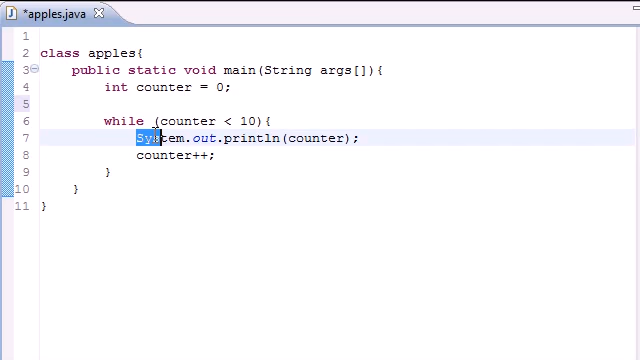 *apples.java
1
2 class apples{
3 public static void main(String args[]){
4 int counter = 0;
5
6 while (counter < 10){
7 System.out.println(counter);
8 counter++;
9 }
10 }
11 }